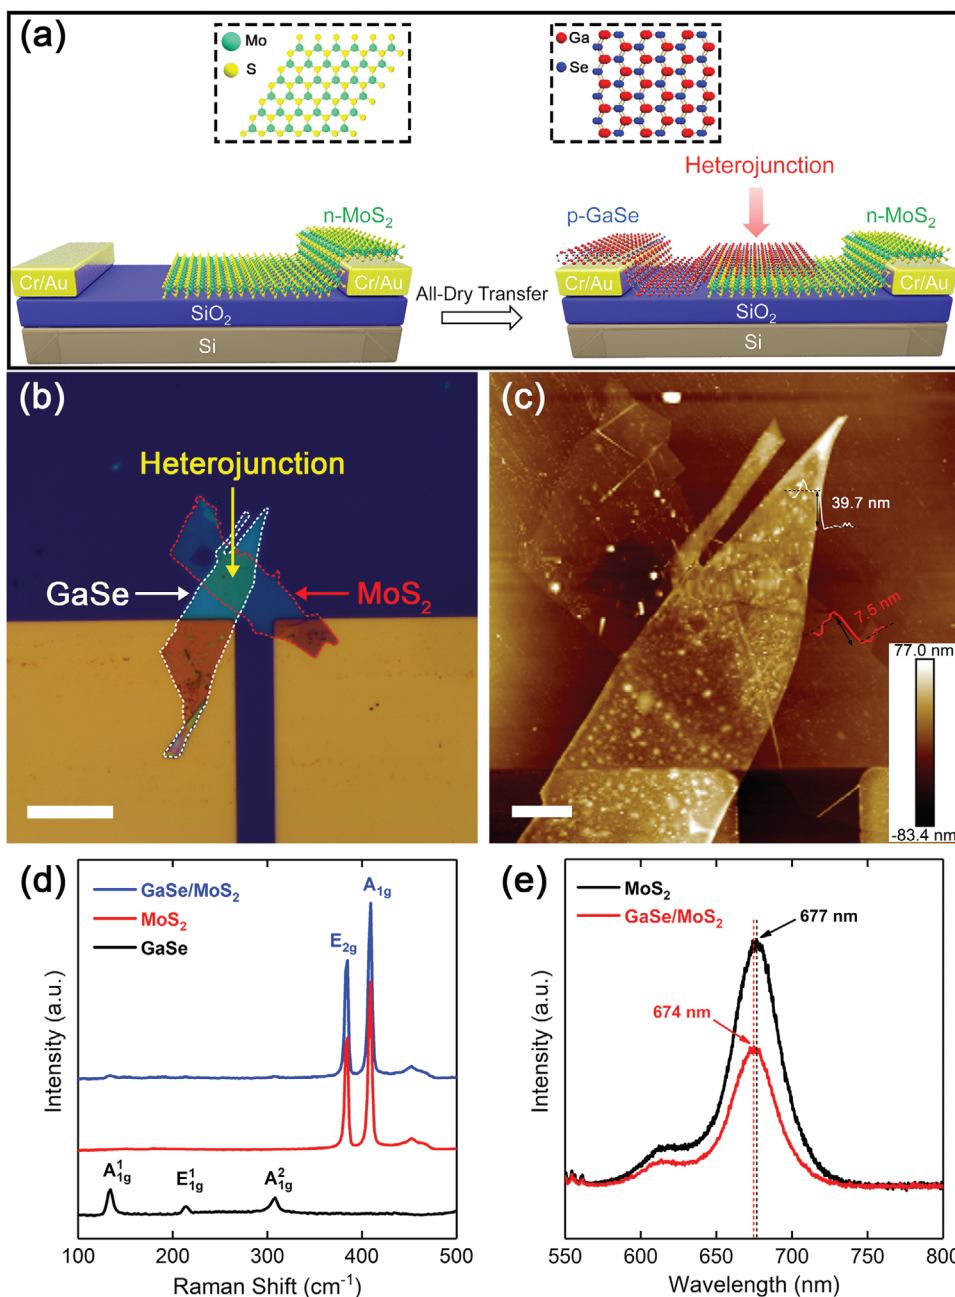 (a)
Mo
S
Ga
Se
Heterojunction
n-MoS2
p-GaSe
n-MoS2
Cr/Au
Cr/Au
Cr/Au
Cr/Au
SiO2
All-Dry Transfer
SiO2
Si
Si
(b)
Heterojunction
GaSe
MoS2
(c)
39.7 nm
7.5 nm
77.0 nm
-83.4 nm
(d)
GaSe/MoS2
MoS2
GaSe
A1g
E2g
A¹1g
E¹1g
A²1g
Intensity (a.u.)
100 200 300 400 500
Raman Shift (cm⁻¹)
(e)
MoS2
GaSe/MoS2
677 nm
674 nm
Intensity (a.u.)
550 600 650 700 750 800
Wavelength (nm)